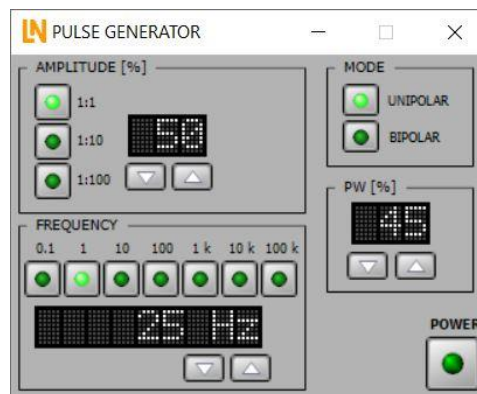 LN PULSE GENERATOR
AMPLITUDE [%]
1:1
1:10
1:100
50
MODE
UNIPOLAR
BIPOLAR
PW [%]
45
FREQUENCY
0.1 1 10 100 1 k 10 k 100 k
25 Hz
POWER